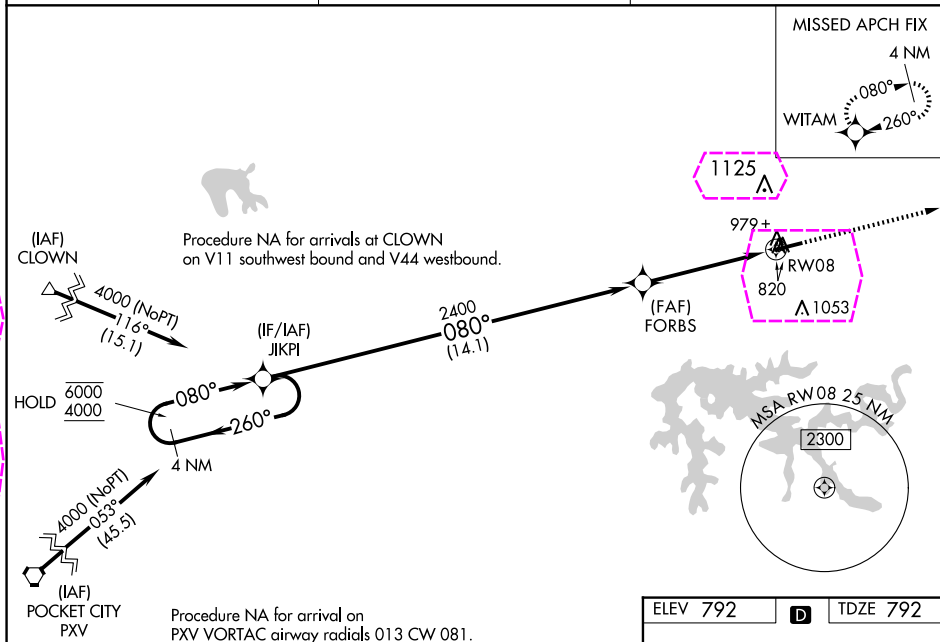 MISSED APCH FIX
4 NM
080°
260°
WITAM
1125
979+
RW08
820
1053
Procedure NA for arrivals at CLOWN
on V11 southwest bound and V44 westbound.
(IAF)
CLOWN
4000 (NoPT)
116°
(15.1)
(IF/IAF)
JIKPI
2400
080°
(14.1)
(FAF)
FORBS
HOLD
6000
4000
080°
260°
4 NM
4000 (NoPT)
053°
(45.5)
(IAF)
POCKET CITY
PXV
MSA RW08 25 NM
2300
Procedure NA for arrival on
PXV VORTAC airway radials 013 CW 081.
ELEV 792
D
TDZE 792